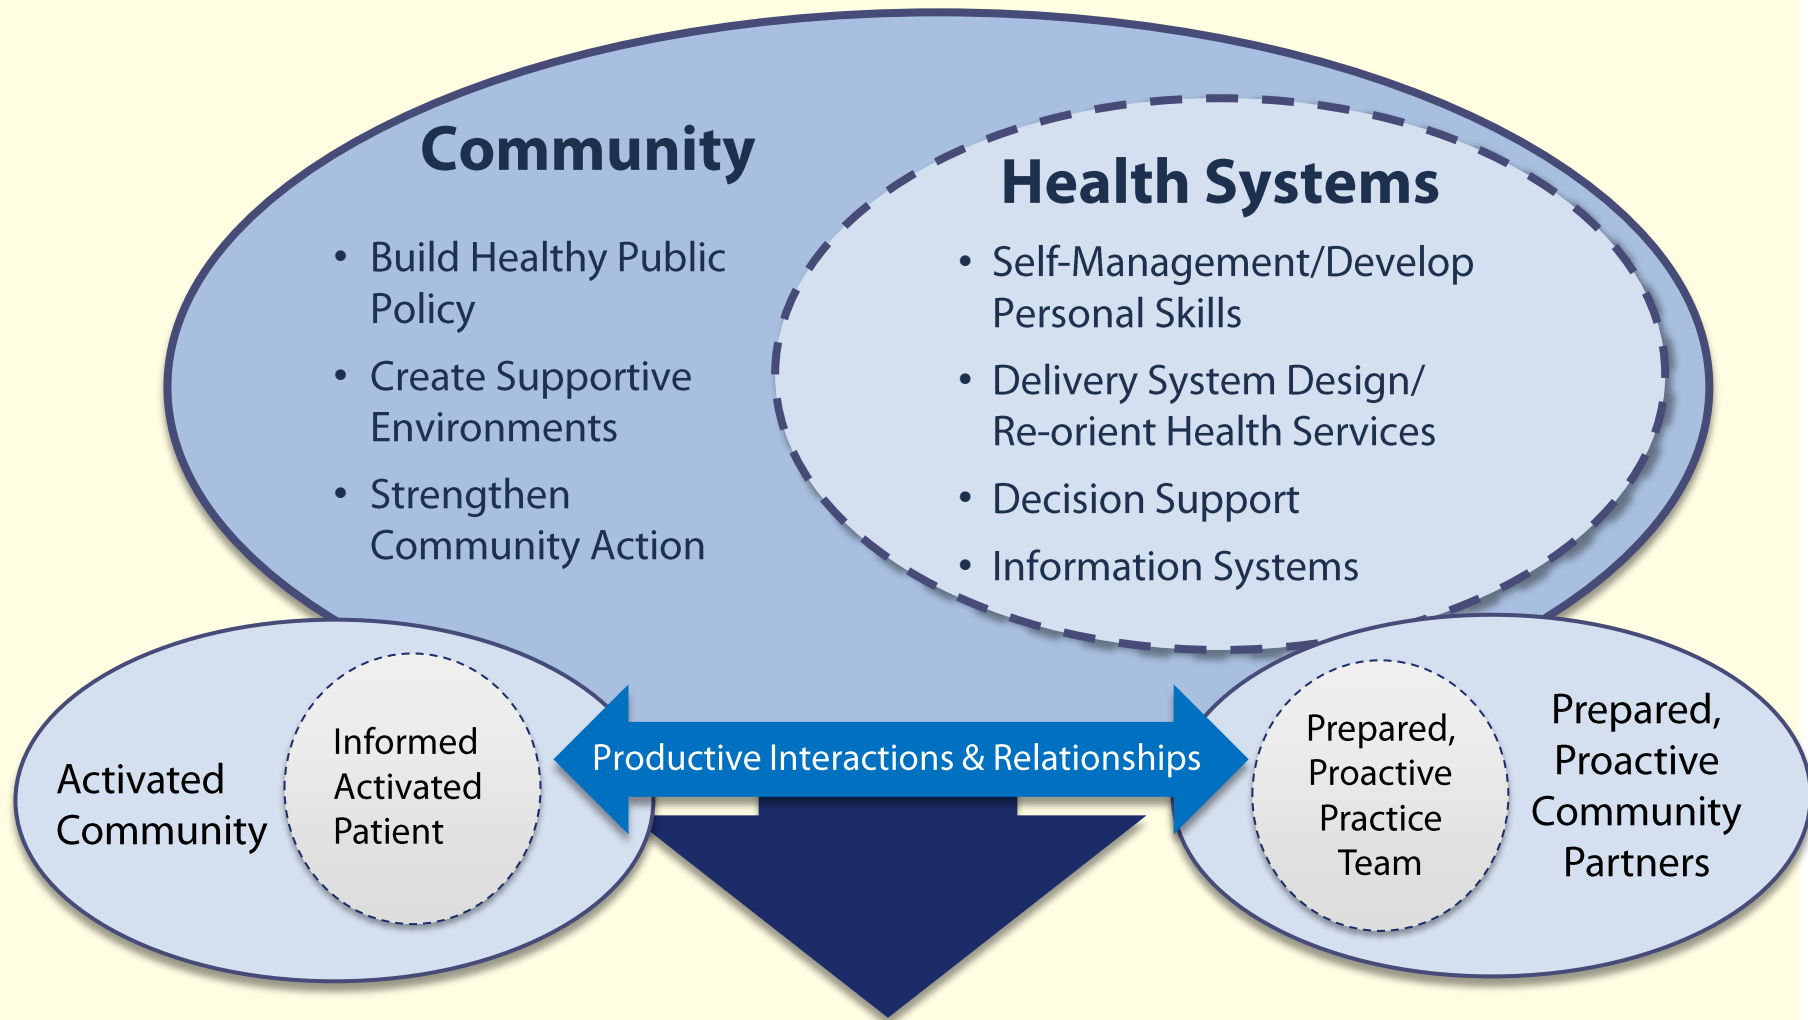 Community
• Build Healthy Public
Policy
• Create Supportive
Environments
• Strengthen
Community Action
Health Systems
• Self-Management/Develop
Personal Skills
• Delivery System Design/
Re-orient Health Services
• Decision Support
• Information Systems
Activated
Community
Informed
Activated
Patient
Productive Interactions & Relationships
Prepared,
Proactive
Practice
Team
Prepared,
Proactive
Community
Partners